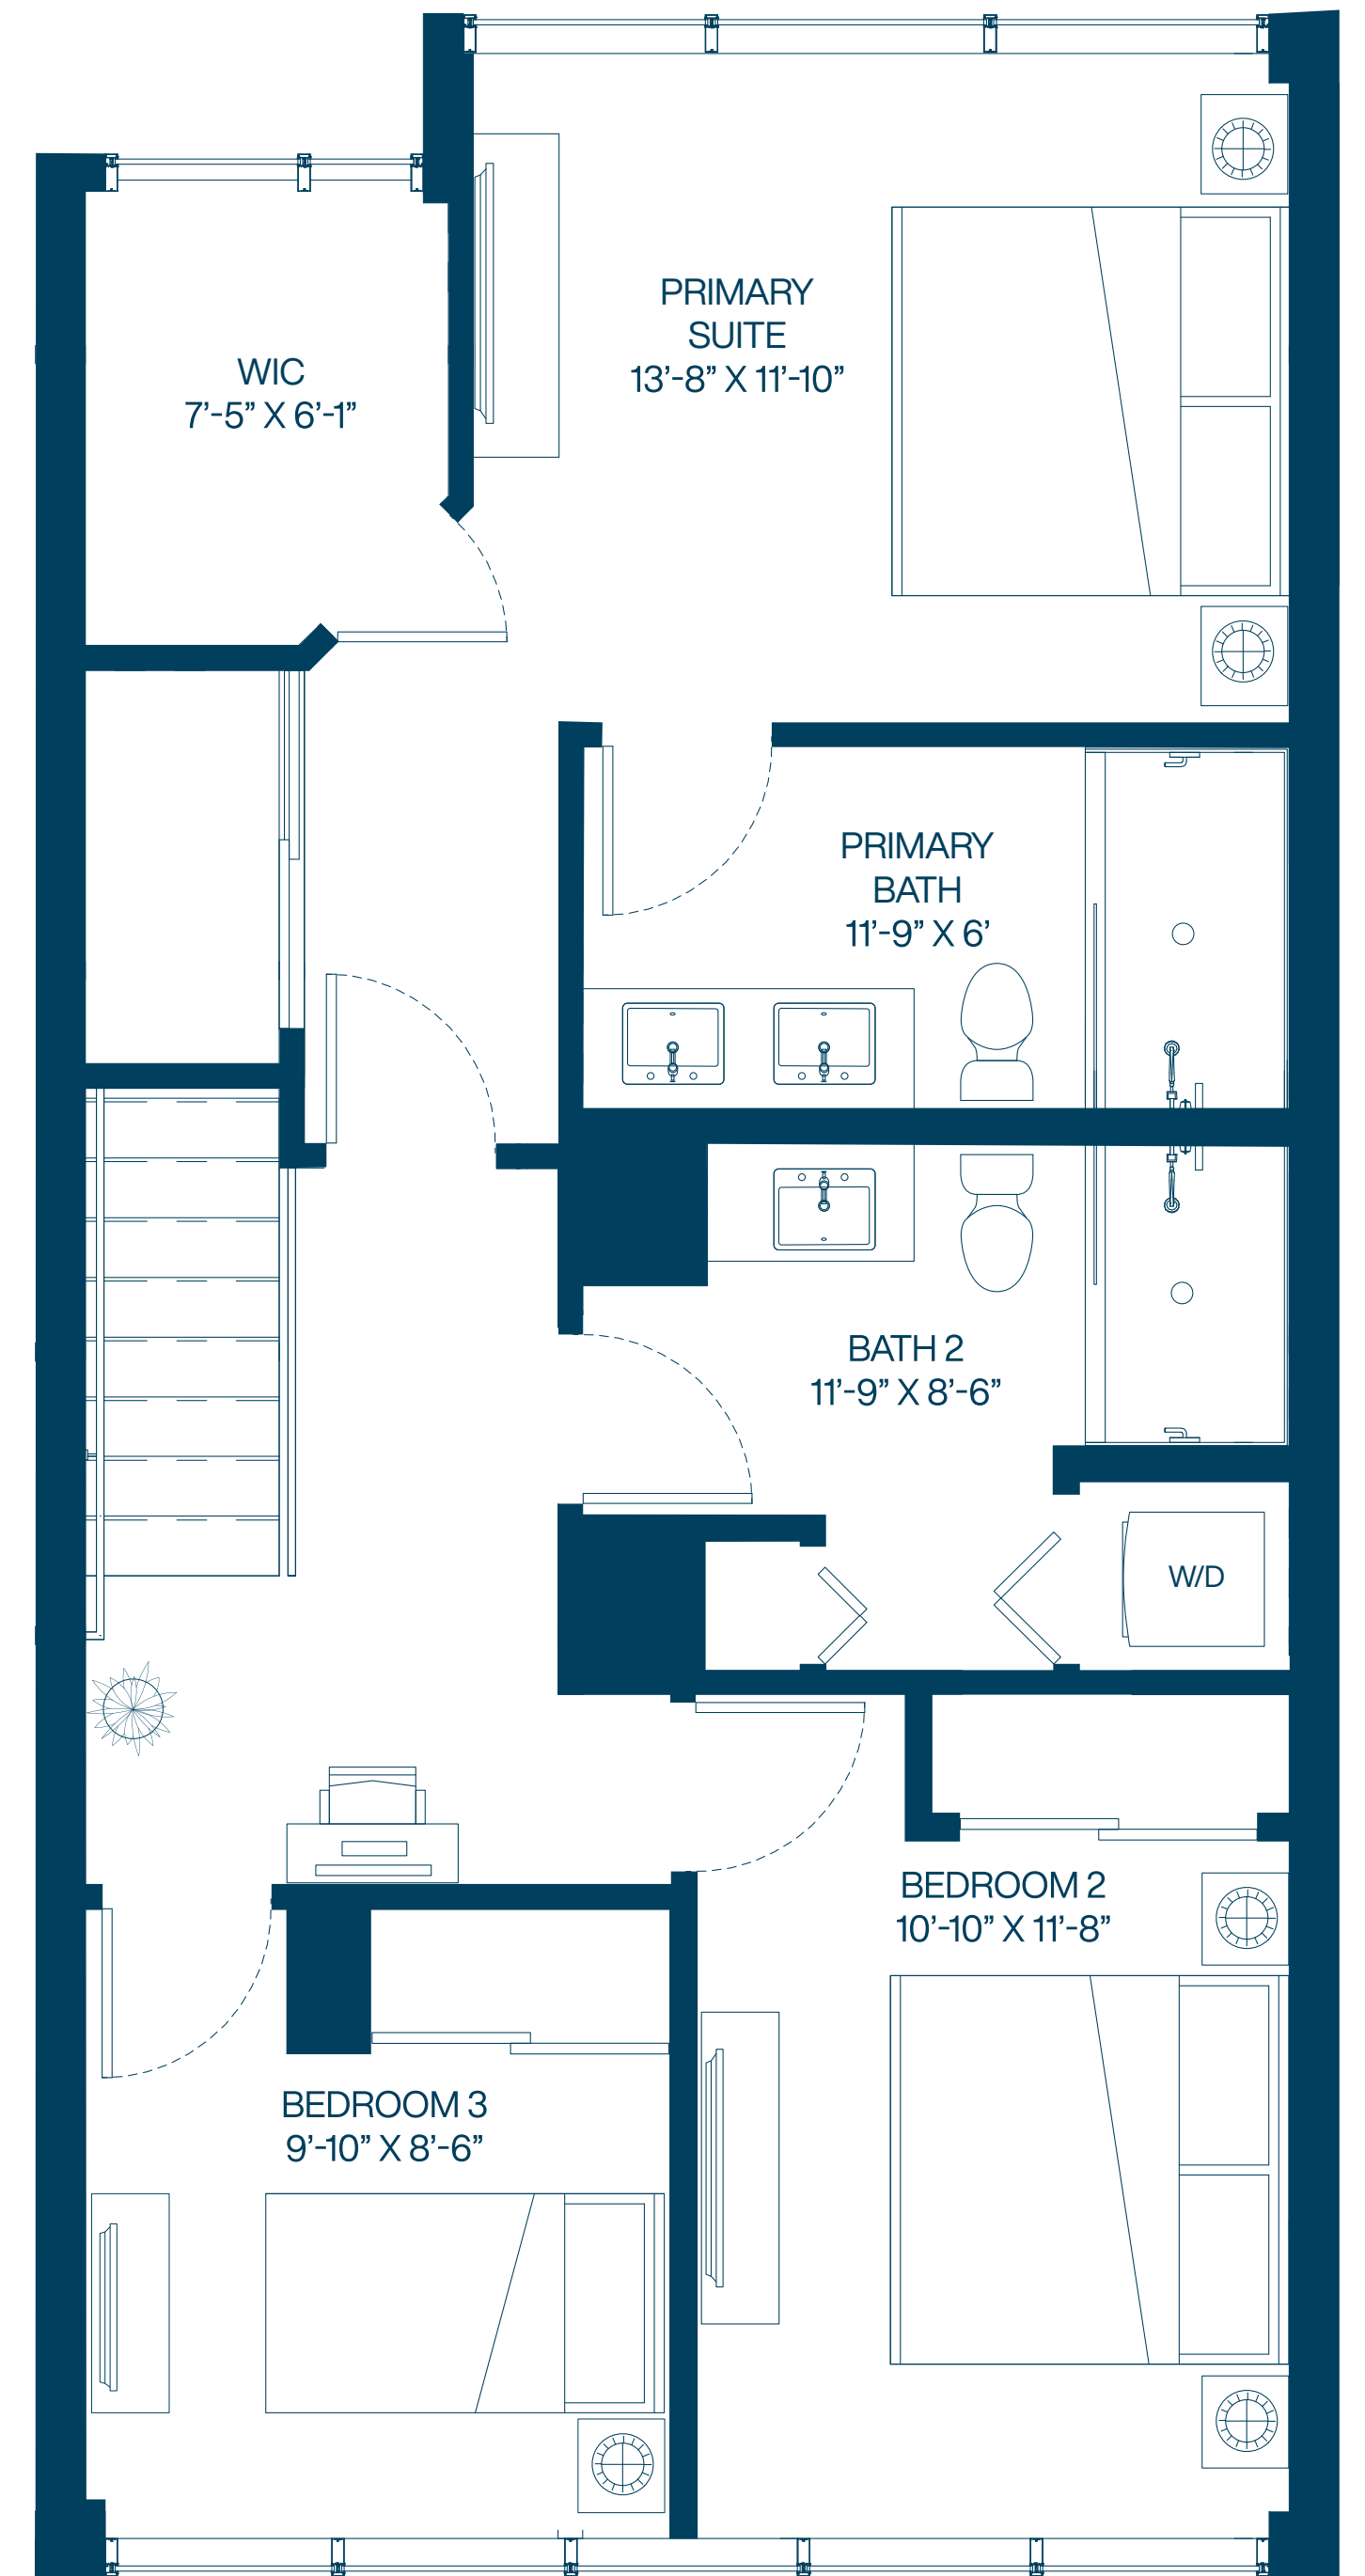 PRIMARY
SUITE
13’-8” X 11’-10”
WIC
7’-5” X 6’-1”
PRIMARY
BATH
11’-9” X 6’
BATH 2
11’-9” X 8’-6”
W/D
BEDROOM 2
10’-10” X 11’-8”
BEDROOM 3
9’-10” X 8’-6”